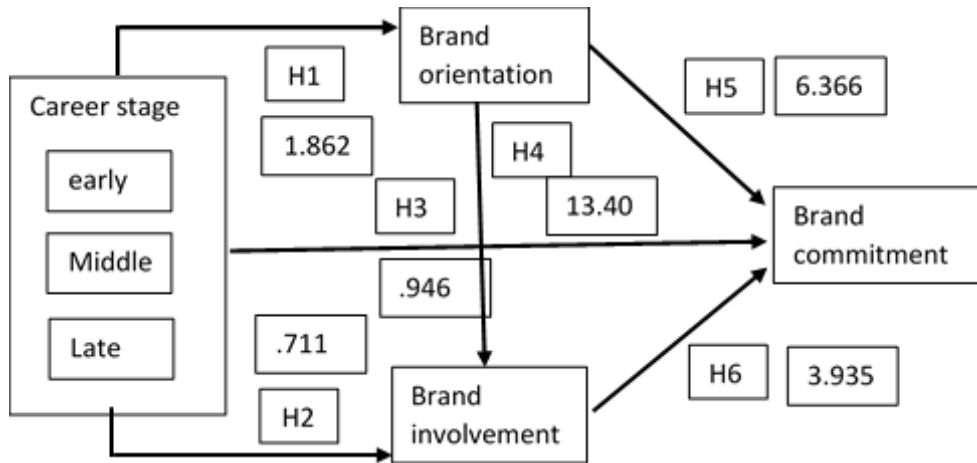 Career stage
early
Middle
Late
H1
1.862
Brand
orientation
H3
.946
H4
13.40
.711
H2
Brand
involvement
H5
6.366
Brand
commitment
H6
3.935